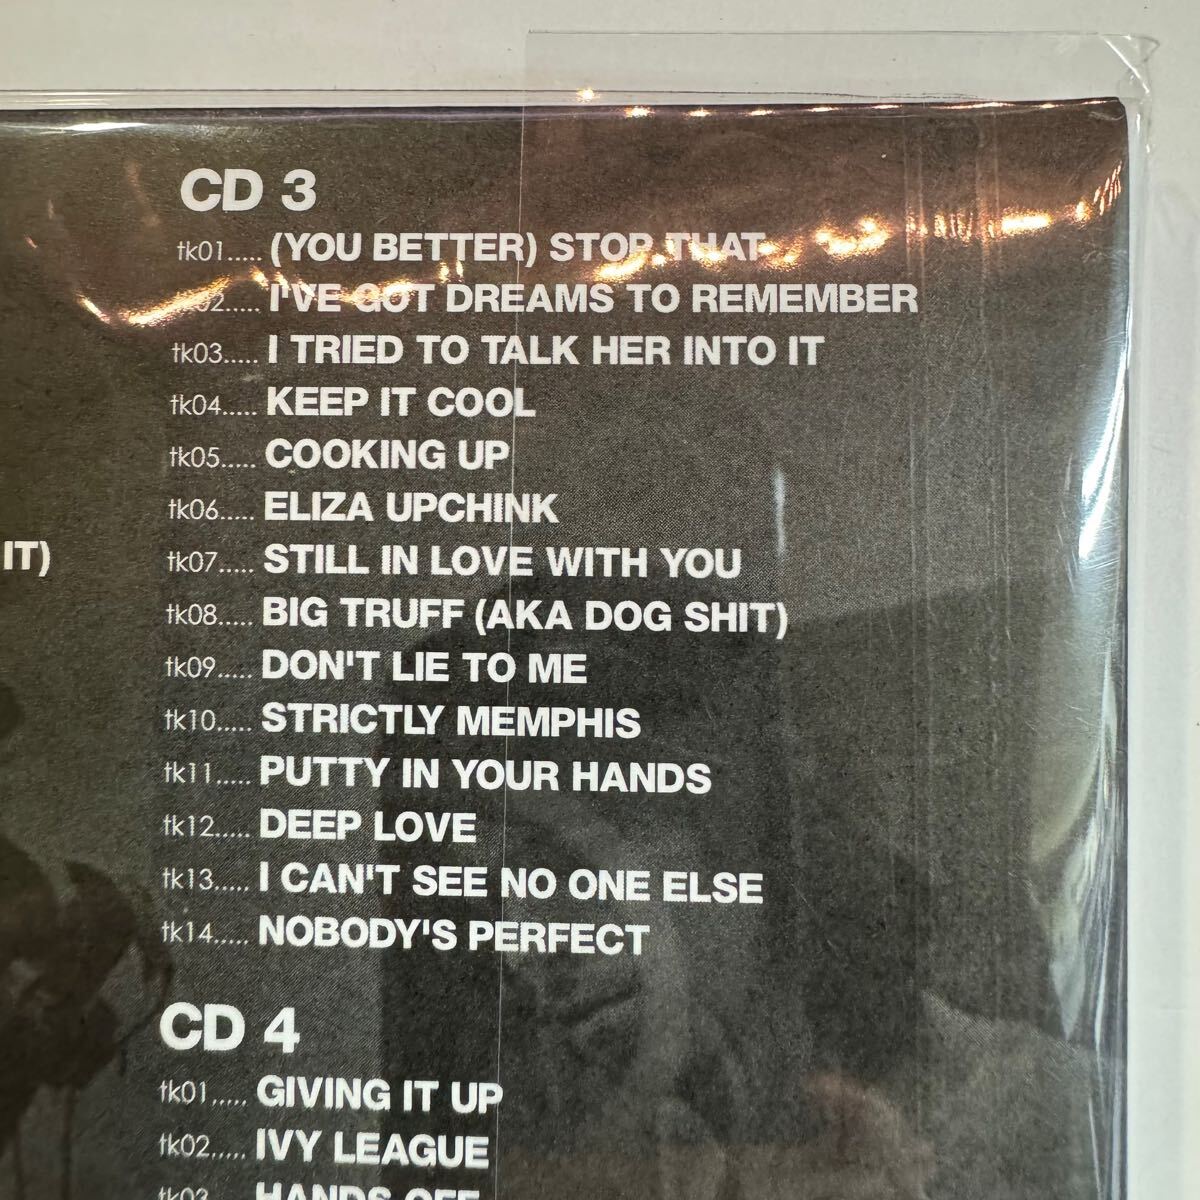 CD 3
tk01..... (YOU BETTER) STOP THAT
tk02..... I'VE GOT DREAMS TO REMEMBER
tk03..... I TRIED TO TALK HER INTO IT
tk04..... KEEP IT COOL
tk05..... COOKING UP
tk06..... ELIZA UPCHINK
IT)
tk07..... STILL IN LOVE WITH YOU
tk08..... BIG TRUFF (AKA DOG SHIT)
tk09..... DON'T LIE TO ME
tk10..... STRICTLY MEMPHIS
tk11..... PUTTY IN YOUR HANDS
tk12..... DEEP LOVE
tk13..... I CAN'T SEE NO ONE ELSE
tk14..... NOBODY'S PERFECT
CD 4
tk01..... GIVING IT UP
tk02..... IVY LEAGUE
tk03..... HANDS OFF